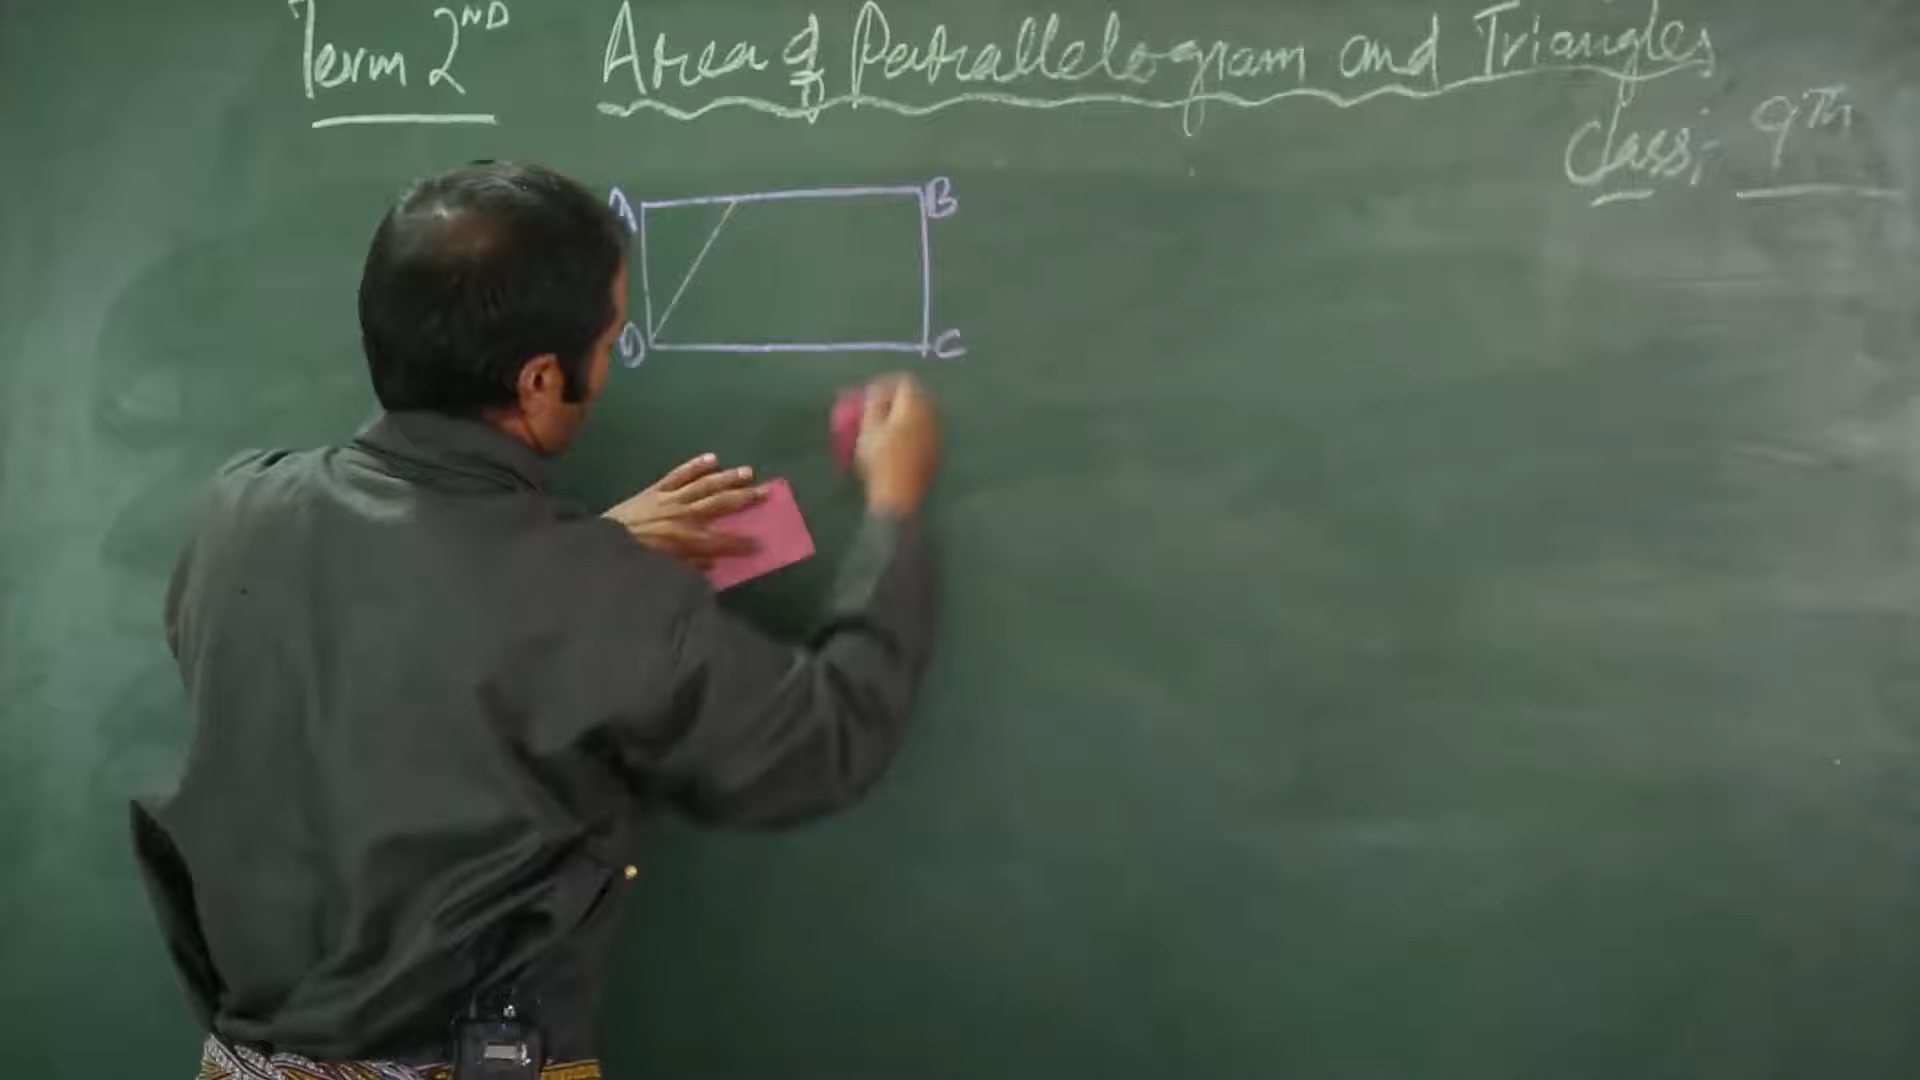 Term 2ND
Area of Parallelogram and Triangles
Class:- 9Th
A
B
D
C